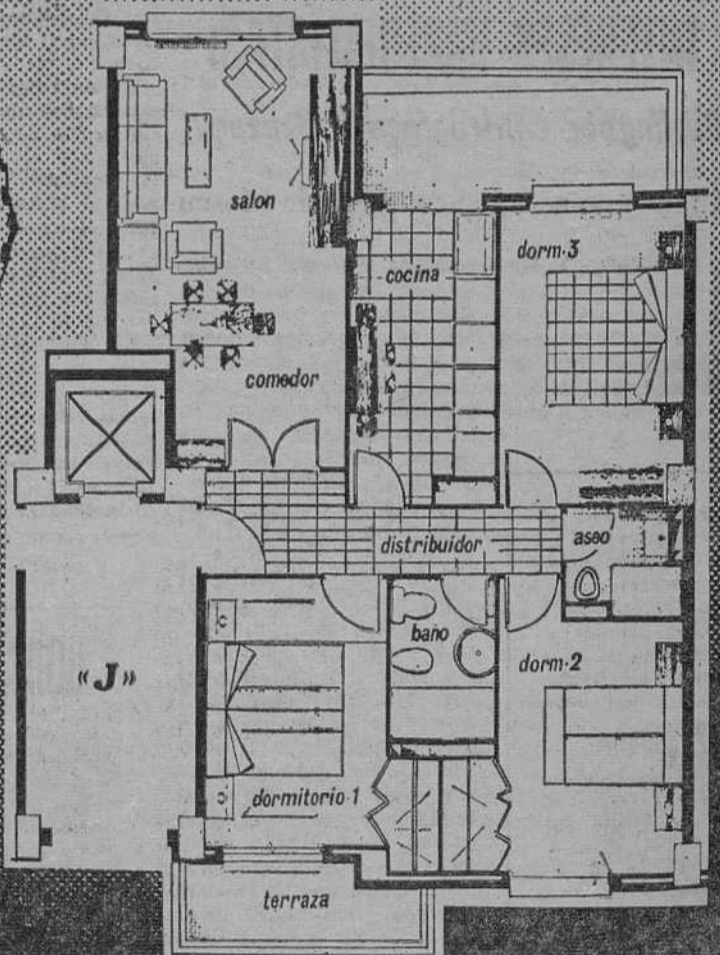 salon
cocina
dorm·3
comedor
distribuidor
aseo
baño
dorm·2
«J»
dormitorio·1
terraza